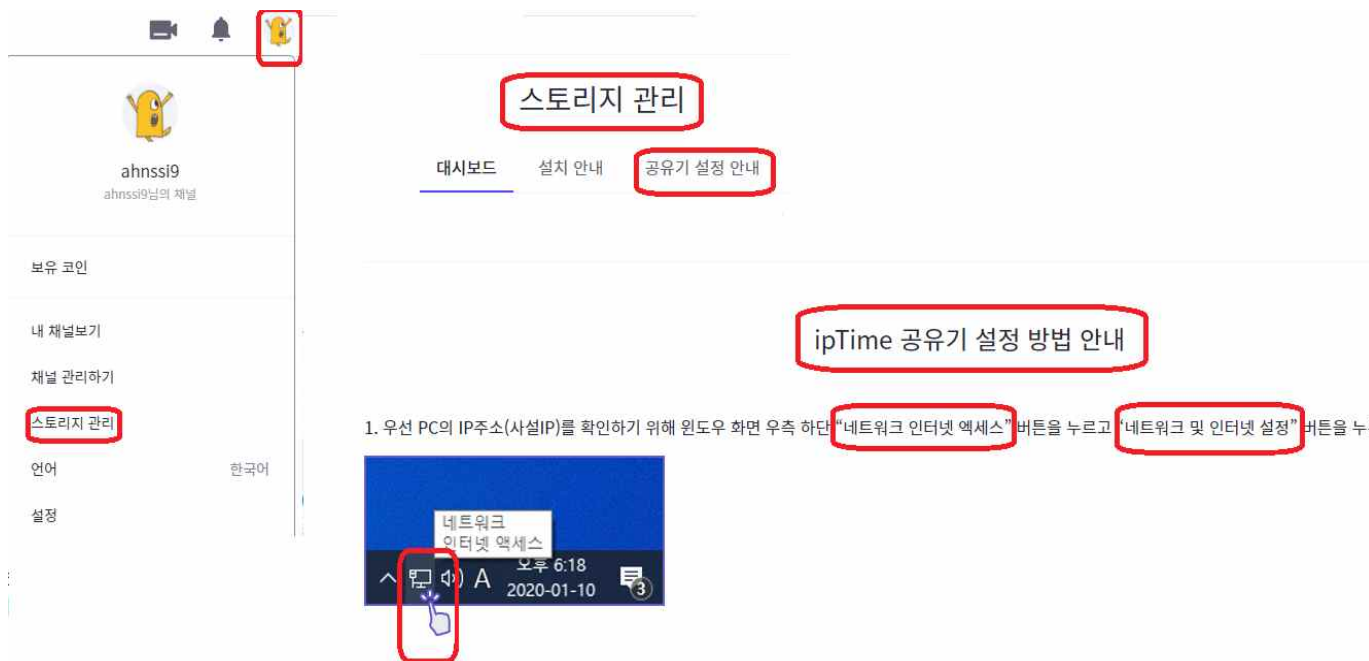 ahnssi9
ahnssi9님의 채널
보유 코인
내 채널보기
채널 관리하기
스토리지 관리
언어 한국어
설정
스토리지 관리
대시보드 설치 안내 공유기 설정 안내
ipTime 공유기 설정 방법 안내
1. 우선 PC의 IP주소(사설IP)를 확인하기 위해 윈도우 화면 우측 하단 “네트워크 인터넷 엑세스” 버튼을 누르고 “네트워크 및 인터넷 설정” 버튼을 누
네트워크
인터넷 액세스
A 오후 6:18
2020-01-10 3